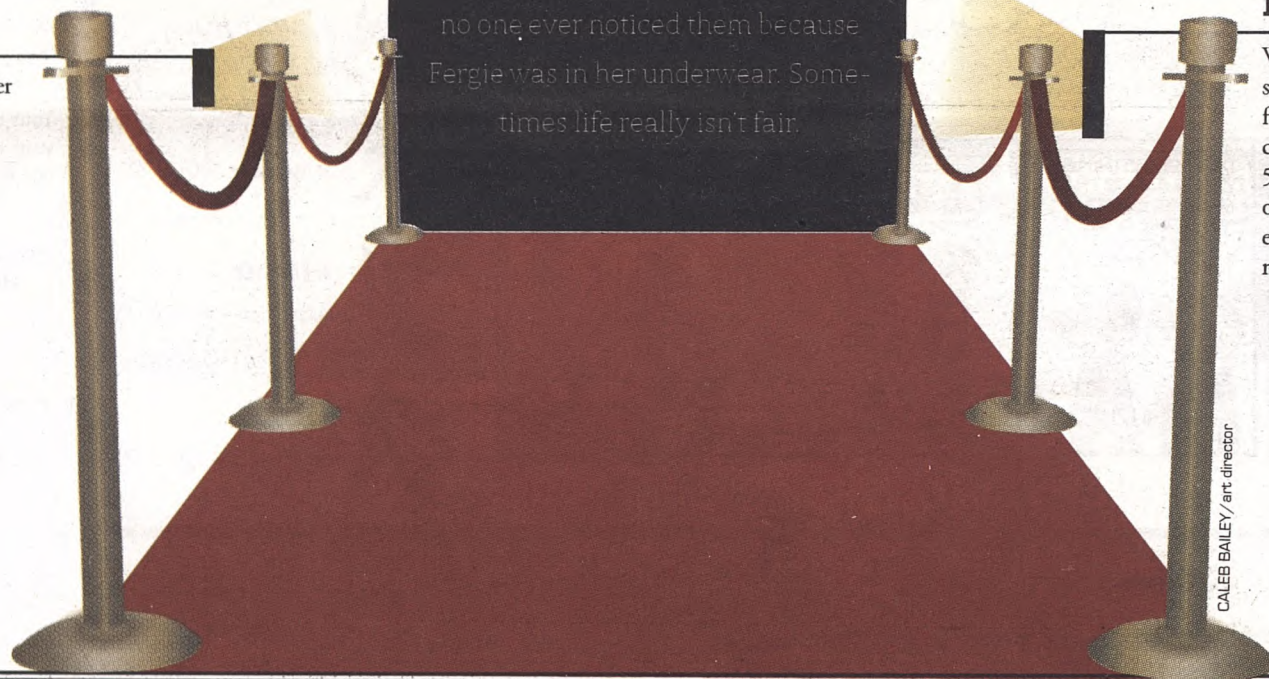 no one ever noticed them because
Fergie was in her underwear. Some-
times life really isn't fair.
er
CALEB BAILEY/art director